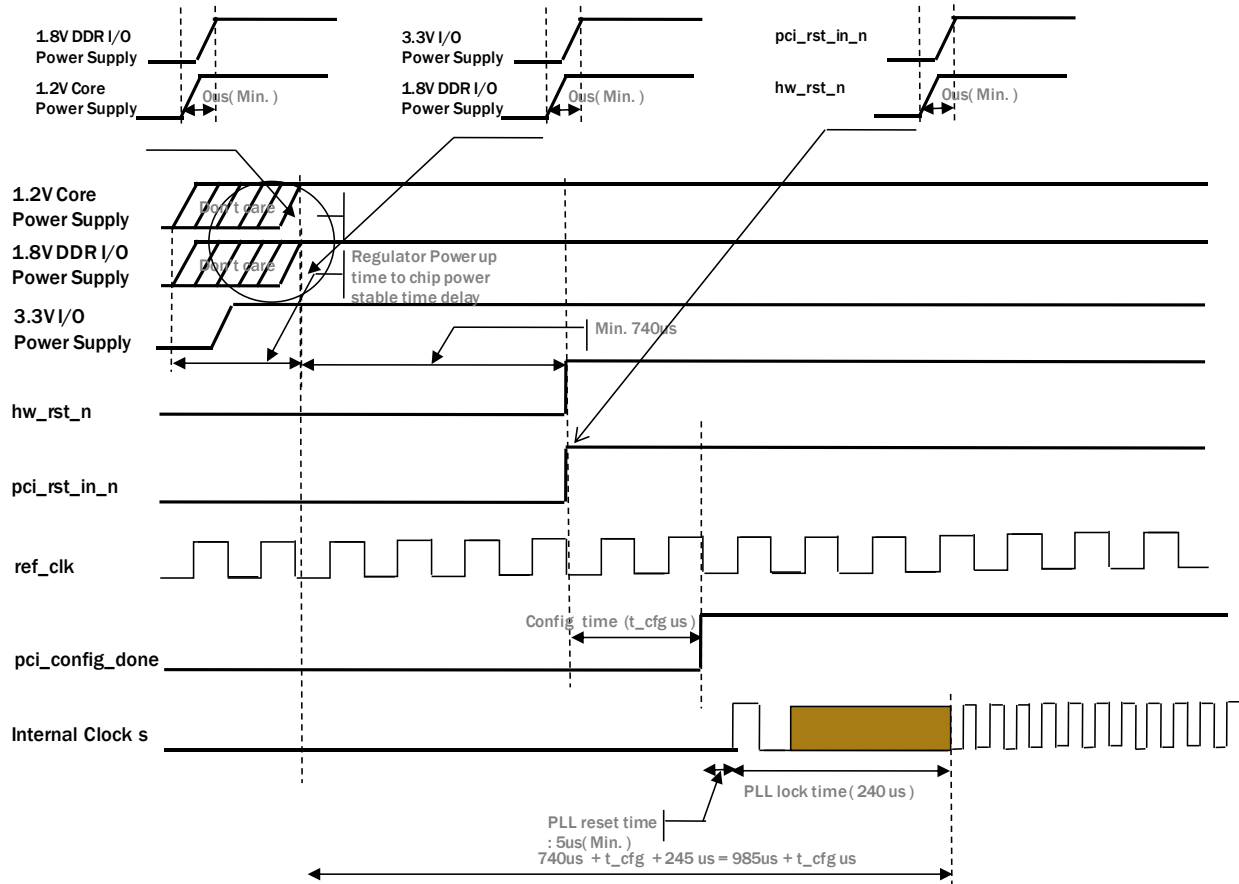 1.8V DDR I/O
Power Supply
1.2V Core
Power Supply
0us( Min. )
3.3V I/O
Power Supply
1.8V DDR I/O
Power Supply
0us( Min. )
pci_rst_in_n
hw_rst_n
0us( Min. )
1.2V Core
Power Supply
Don't care
1.8V DDR I/O
Power Supply
Don't care
Regulator Power up
time to chip power
stable time delay
3.3V I/O
Power Supply
Min. 740us
hw_rst_n
pci_rst_in_n
ref_clk
Config time (t_cfg us )
pci_config_done
Internal Clock s
PLL lock time ( 240 us )
PLL reset time
: 5us( Min. )
740us + t_cfg + 245 us = 985us + t_cfg us